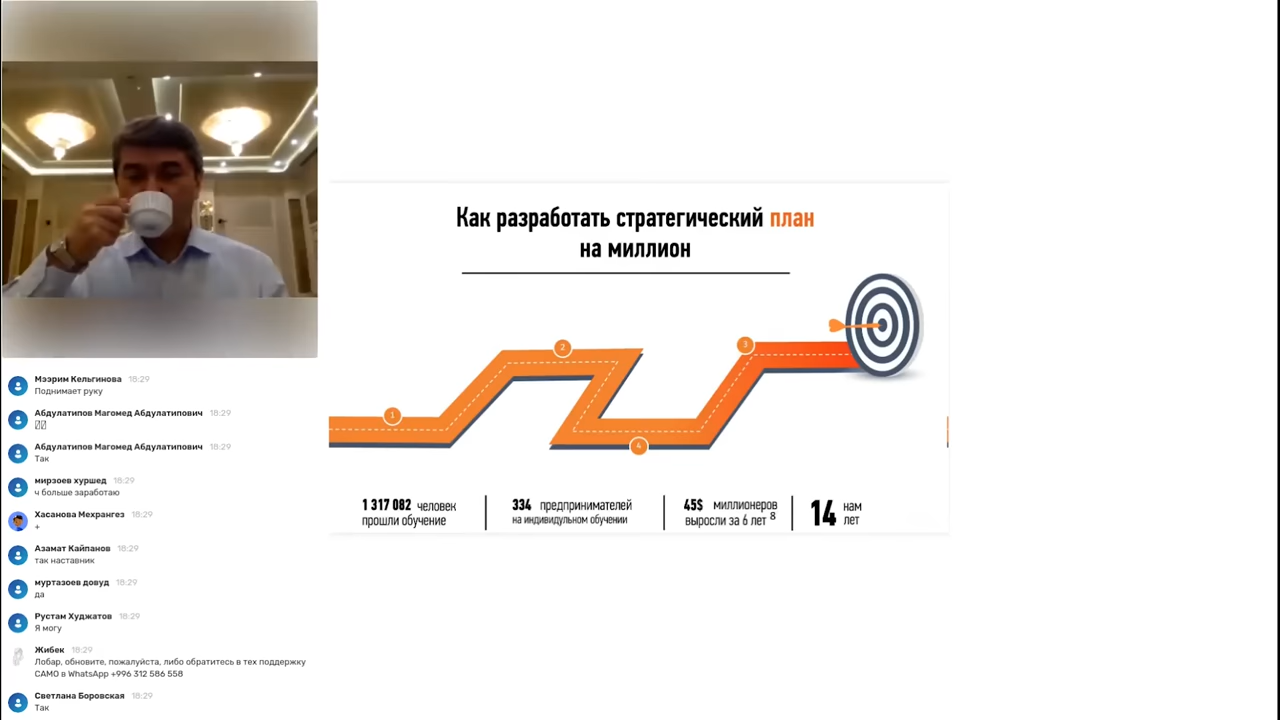 Мээрим Кельгинова 18:29
Поднимает руку
Абдулатипов Магомед Абдулатипович 18:29
Абдулатипов Магомед Абдулатипович 18:29
Так
мирзоев хуршед 18:29
ч больше заработаю
Хасанова Мехрангез 18:29
+
Азамат Кайпанов 18:29
так наставник
муртазоев довуд 18:29
да
Рустам Худжатов 18:29
Я могу
Жибек 18:29
Лобар, обновите, пожалуйста, либо обратитесь в тех поддержку
САМО в WhatsApp +996 312 586 558
Светлана Боровская 18:29
Так
Как разработать стратегический план
на миллион
1
2
3
4
1 317 082 человек
прошли обучение
334 предпринимателей
на индивидульном обучении
45$ миллионеров
выросли за 6 лет 8
14 нам
лет